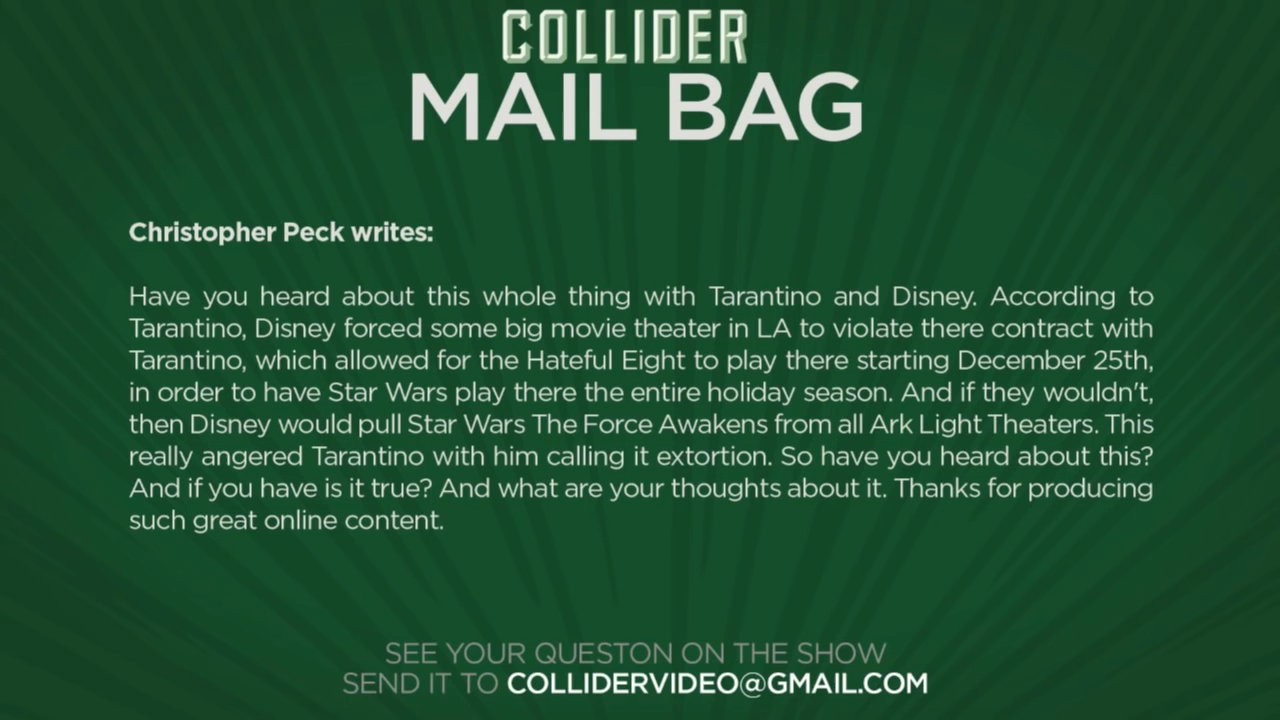 COLLIDER
MAIL BAG
Christopher Peck writes:
Have you heard about this whole thing with Tarantino and Disney. According to
Tarantino, Disney forced some big movie theater in LA to violate there contract with
Tarantino, which allowed for the Hateful Eight to play there starting December 25th,
in order to have Star Wars play there the entire holiday season. And if they wouldn't,
then Disney would pull Star Wars The Force Awakens from all Ark Light Theaters. This
really angered Tarantino with him calling it extortion. So have you heard about this?
And if you have is it true? And what are your thoughts about it. Thanks for producing
such great online content.
SEE YOUR QUESTON ON THE SHOW
SEND IT TO COLLIDERVIDEO@GMAIL.COM